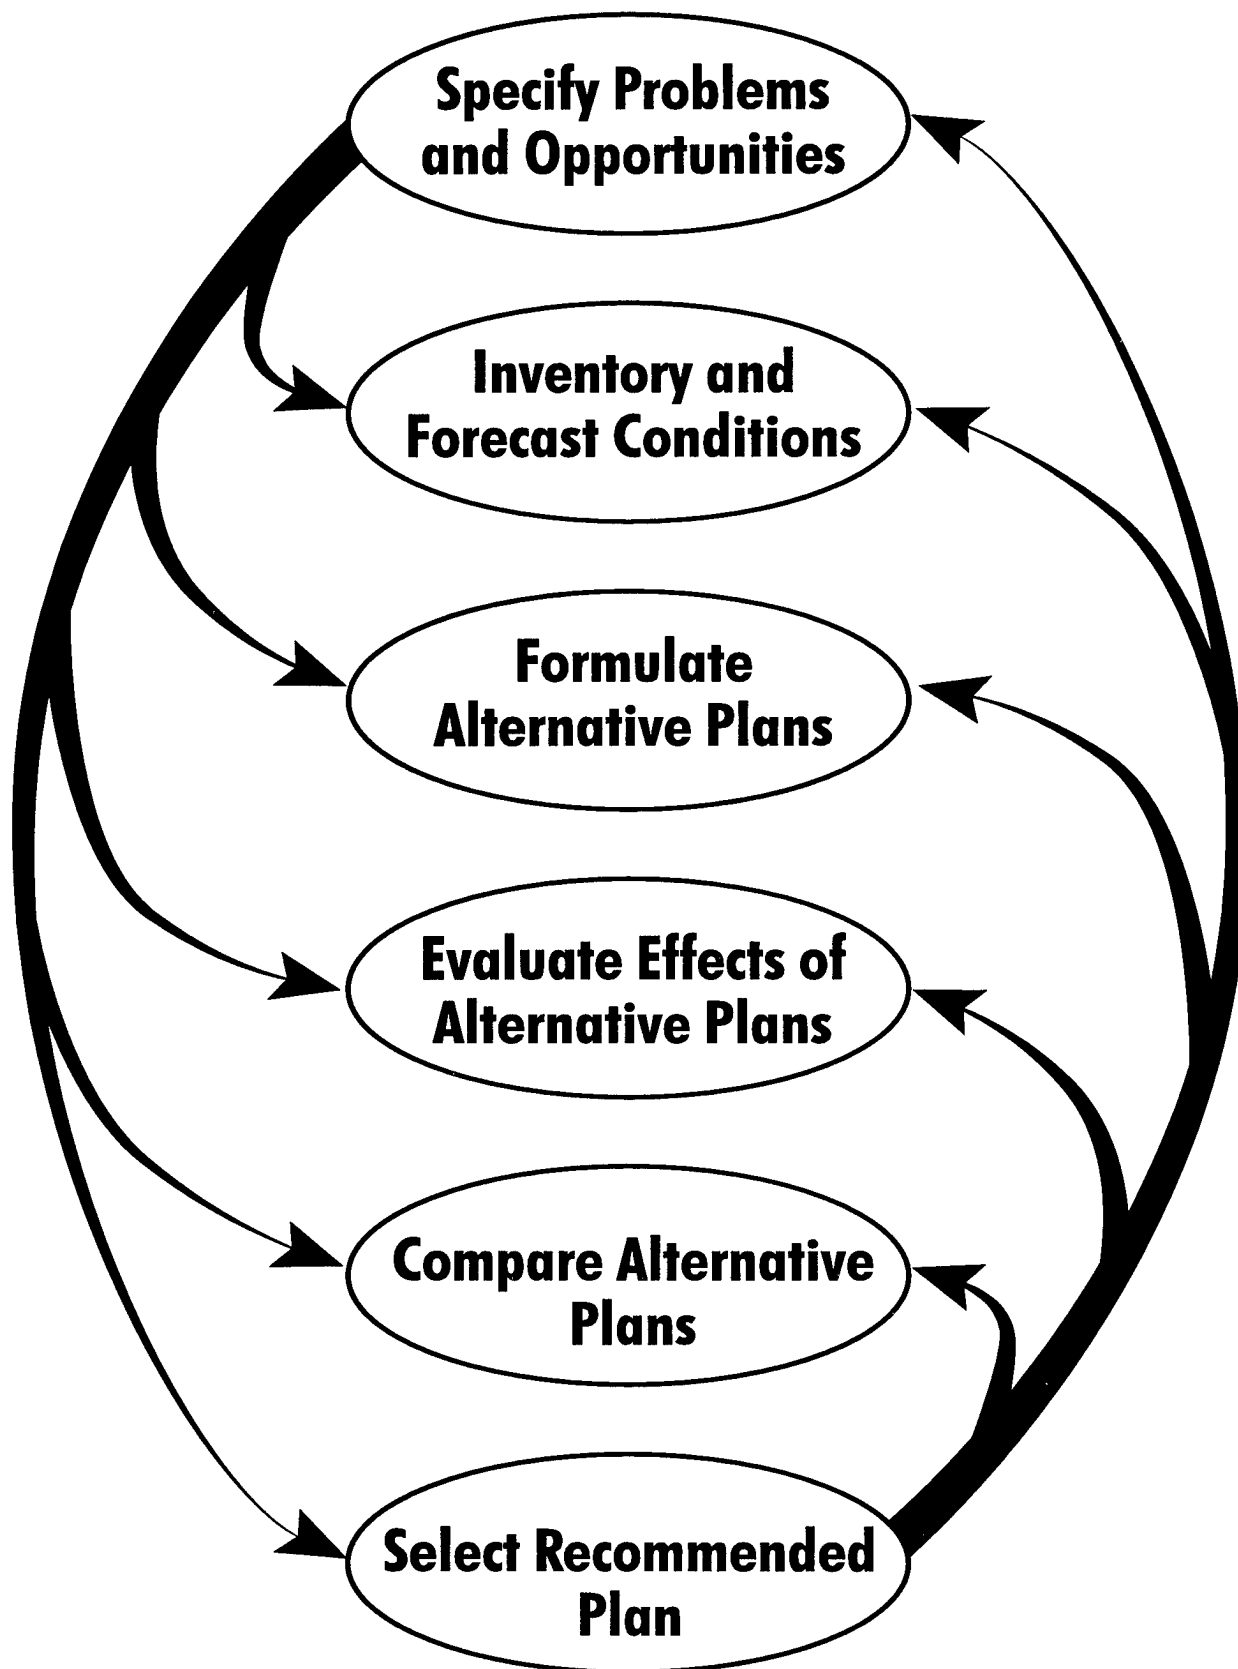 Specify Problems
and Opportunities
Inventory and
Forecast Conditions
Formulate
Alternative Plans
Evaluate Effects of
Alternative Plans
Compare Alternative
Plans
Select Recommended
Plan